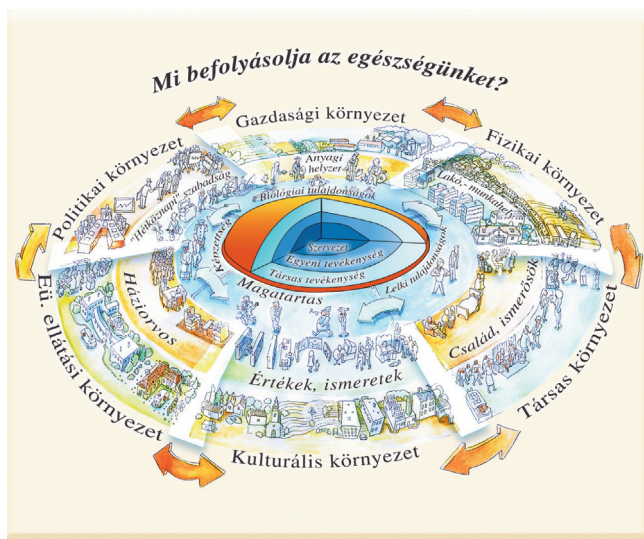 Mi befolyásolja az egészségünket?
Gazdasági környezet
Fizikai környezet
Politikai környezet
Anyagi
helyzet
"Hétköznapi" szabadság
Lakó,- munkahely
Biológiai tulajdonságok
Képzettség
Szervezet
Egyéni tevékenység
Társas tevékenység
Lelki tulajdonságok
Magatartás
Háziorvos
Család, ismerősök
Eü. ellátási környezet
Társas környezet
Értékek, ismeretek
Kulturális környezet